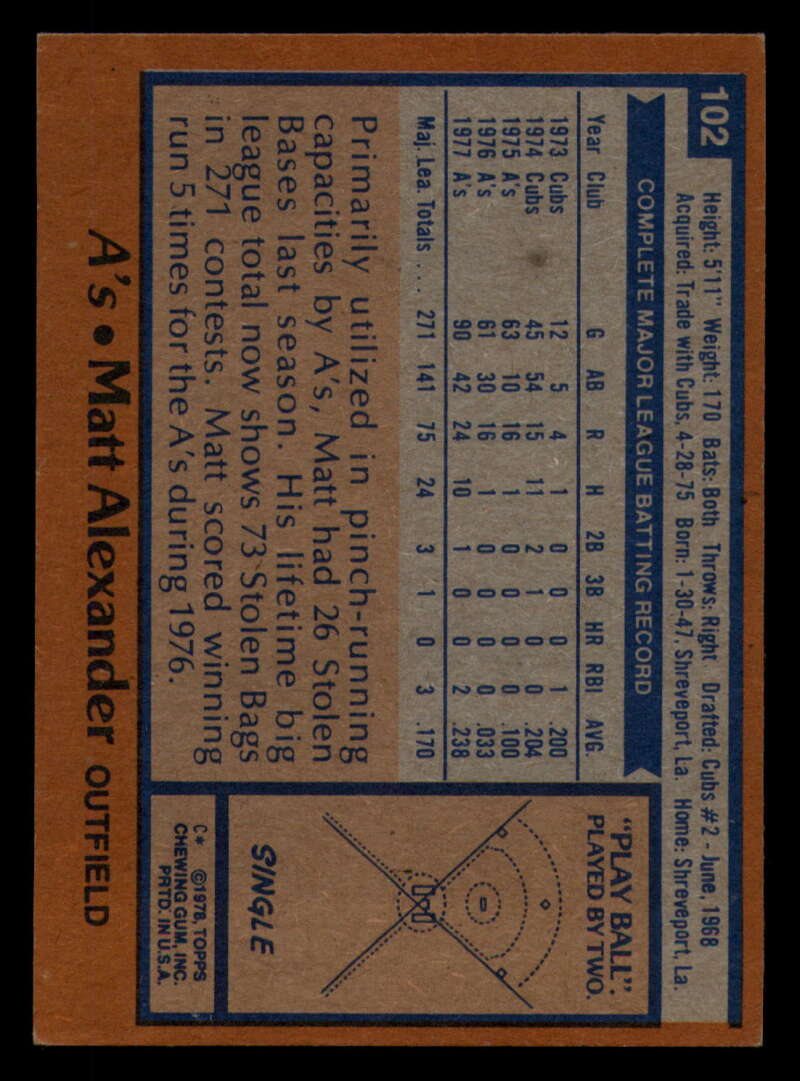 102
Height: 5'11" Weight: 170 Bats: Both Throws: Right Drafted: Cubs #2 - June, 1968
Acquired: Trade with Cubs, 4-28-75 Born: 1-30-47, Shreveport, La. Home: Shreveport, La.
COMPLETE MAJOR LEAGUE BATTING RECORD
Year Club G AB R H 2B 3B HR RBI AVG.
1973 Cubs 12 5 4 1 0 0 0 1 .200
1974 Cubs 45 54 15 11 2 1 0 0 .204
1975 A's 63 10 16 1 0 0 0 0 .100
1976 A's 61 30 16 1 0 0 0 0 .033
1977 A's 90 42 24 10 1 0 0 2 .238
Maj. Lea. Totals ... 271 141 75 24 3 1 0 3 .170
Primarily utilized in pinch-running
capacities by A's, Matt had 26 Stolen
Bases last season. His lifetime big
league total now shows 73 Stolen Bags
in 271 contests. Matt scored winning
run 5 times for the A's during 1976.
"PLAY BALL":
PLAYED BY TWO.
SINGLE
C* ©1978, TOPPS
CHEWING GUM, INC.
PRTD. IN U.S.A.
A's • Matt Alexander OUTFIELD